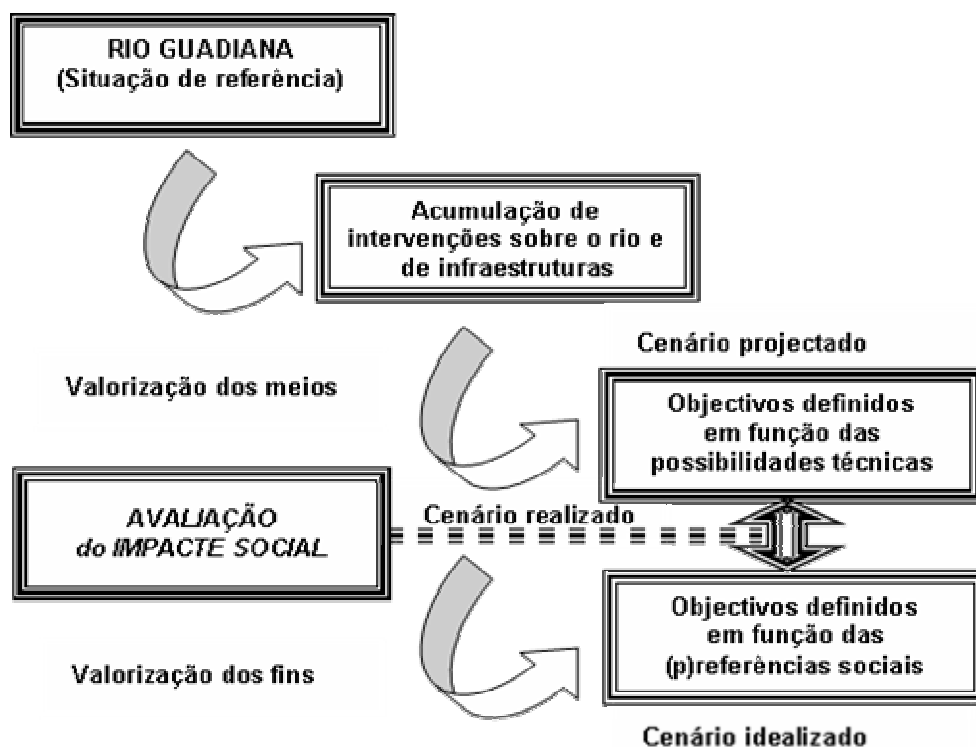 RIO GUADIANA
(Situação de referência)
Acumulação de
intervenções sobre o rio e
de infraestruturas
Cenário projectado
Valorização dos meios
Objectivos definidos
em função das
possibilidades técnicas
AVALIAÇÃO
do IMPACTE SOCIAL
Cenário realizado
Objectivos definidos
em função das
(p)referências sociais
Valorização dos fins
Cenário idealizado